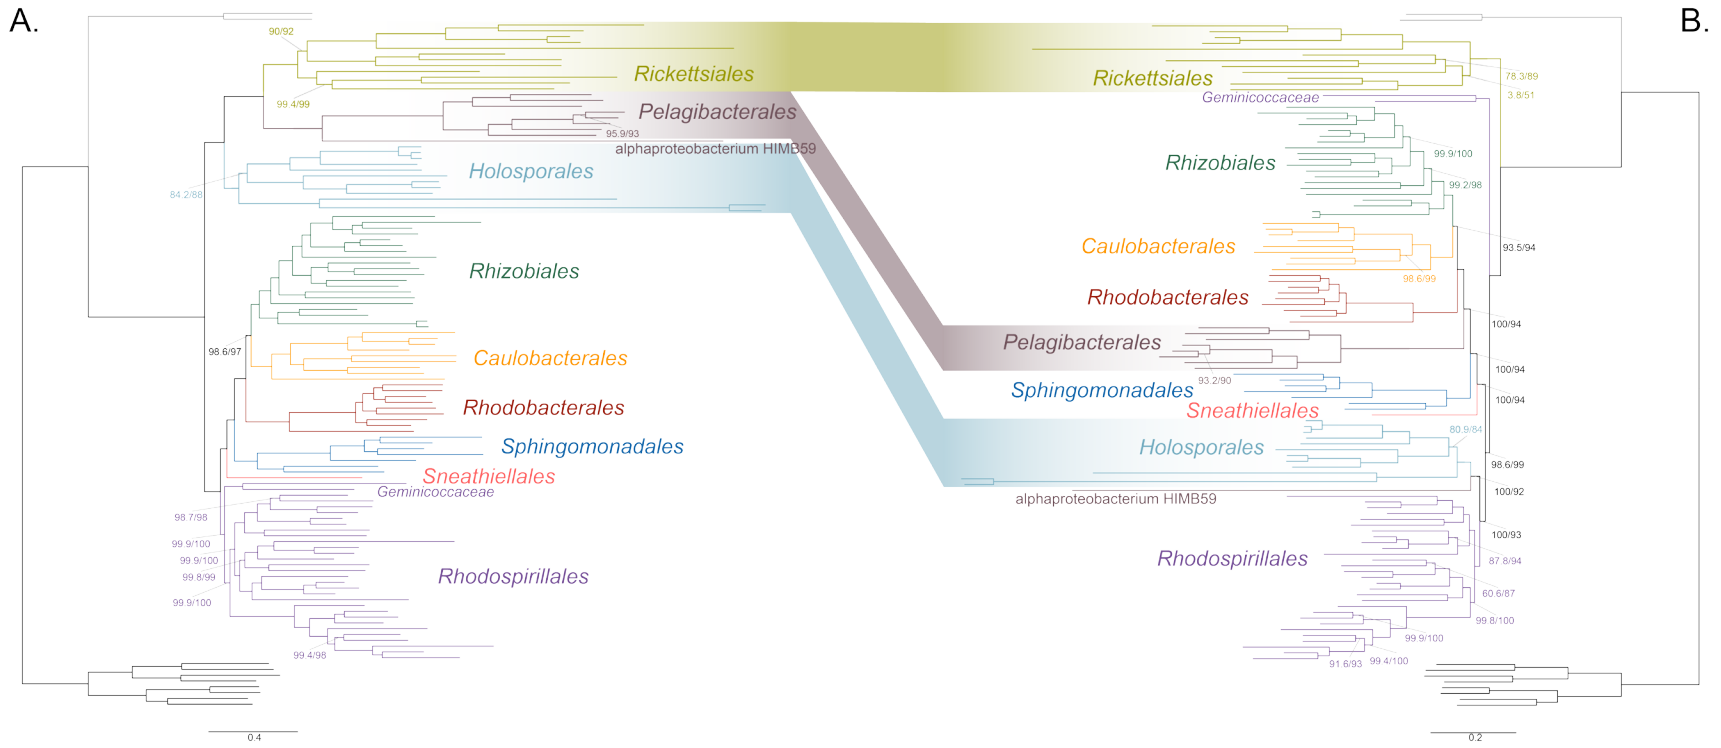 A.
B.
90/92
Rickettsiales
99.4/99
Pelagibacterales
95.9/93
alphaproteobacterium HIMB59
Holosporales
84.2/88
Rhizobiales
98.6/97
Caulobacterales
Rhodobacterales
Sphingomonadales
Sneathiellales
Geminicoccaceae
98.7/98
99.9/100
99.9/100
99.8/99
Rhodospirillales
99.9/100
99.4/98
0.4
Rickettsiales
78.3/89
3.8/51
Geminicoccaceae
99.9/100
Rhizobiales
99.2/98
Caulobacterales
93.5/94
98.6/99
Rhodobacterales
100/94
Pelagibacterales
100/94
93.2/90
Sphingomonadales
100/94
Sneathiellales
80.9/84
Holosporales
98.6/99
100/92
alphaproteobacterium HIMB59
100/93
Rhodospirillales
87.8/94
60.6/87
99.8/100
99.9/100
91.6/93
99.4/100
0.2